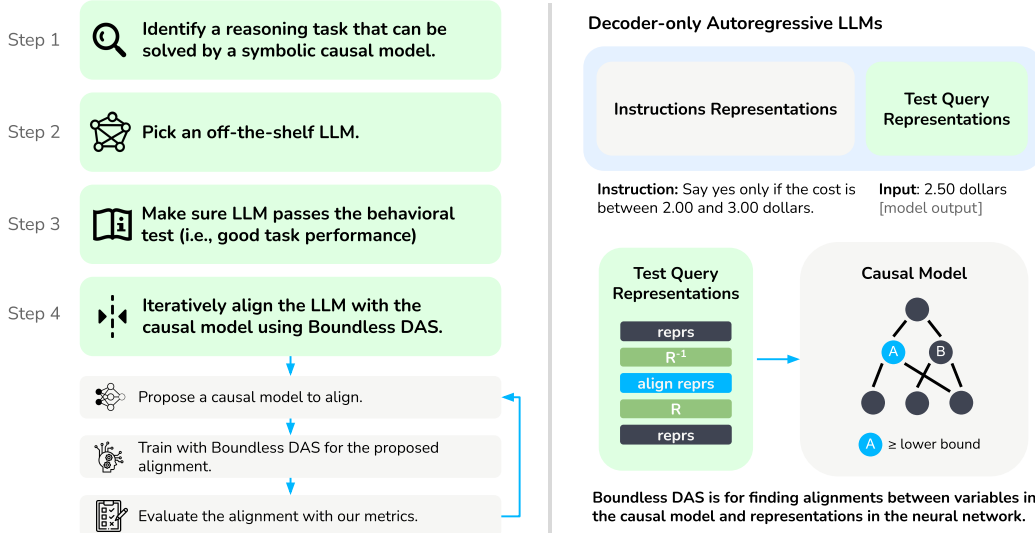 Step 1
Identify a reasoning task that can be
solved by a symbolic causal model.
Step 2
Pick an off-the-shelf LLM.
Step 3
Make sure LLM passes the behavioral
test (i.e., good task performance)
Step 4
Iteratively align the LLM with the
causal model using Boundless DAS.
Propose a causal model to align.
Train with Boundless DAS for the proposed
alignment.
Evaluate the alignment with our metrics.
Decoder-only Autoregressive LLMs
Instructions Representations
Test Query
Representations
Instruction: Say yes only if the cost is
between 2.00 and 3.00 dollars.
Input: 2.50 dollars
[model output]
Test Query
Representations
reprs
R⁻¹
align reprs
R
reprs
Causal Model
A
B
A ≥ lower bound
Boundless DAS is for finding alignments between variables in
the causal model and representations in the neural network.